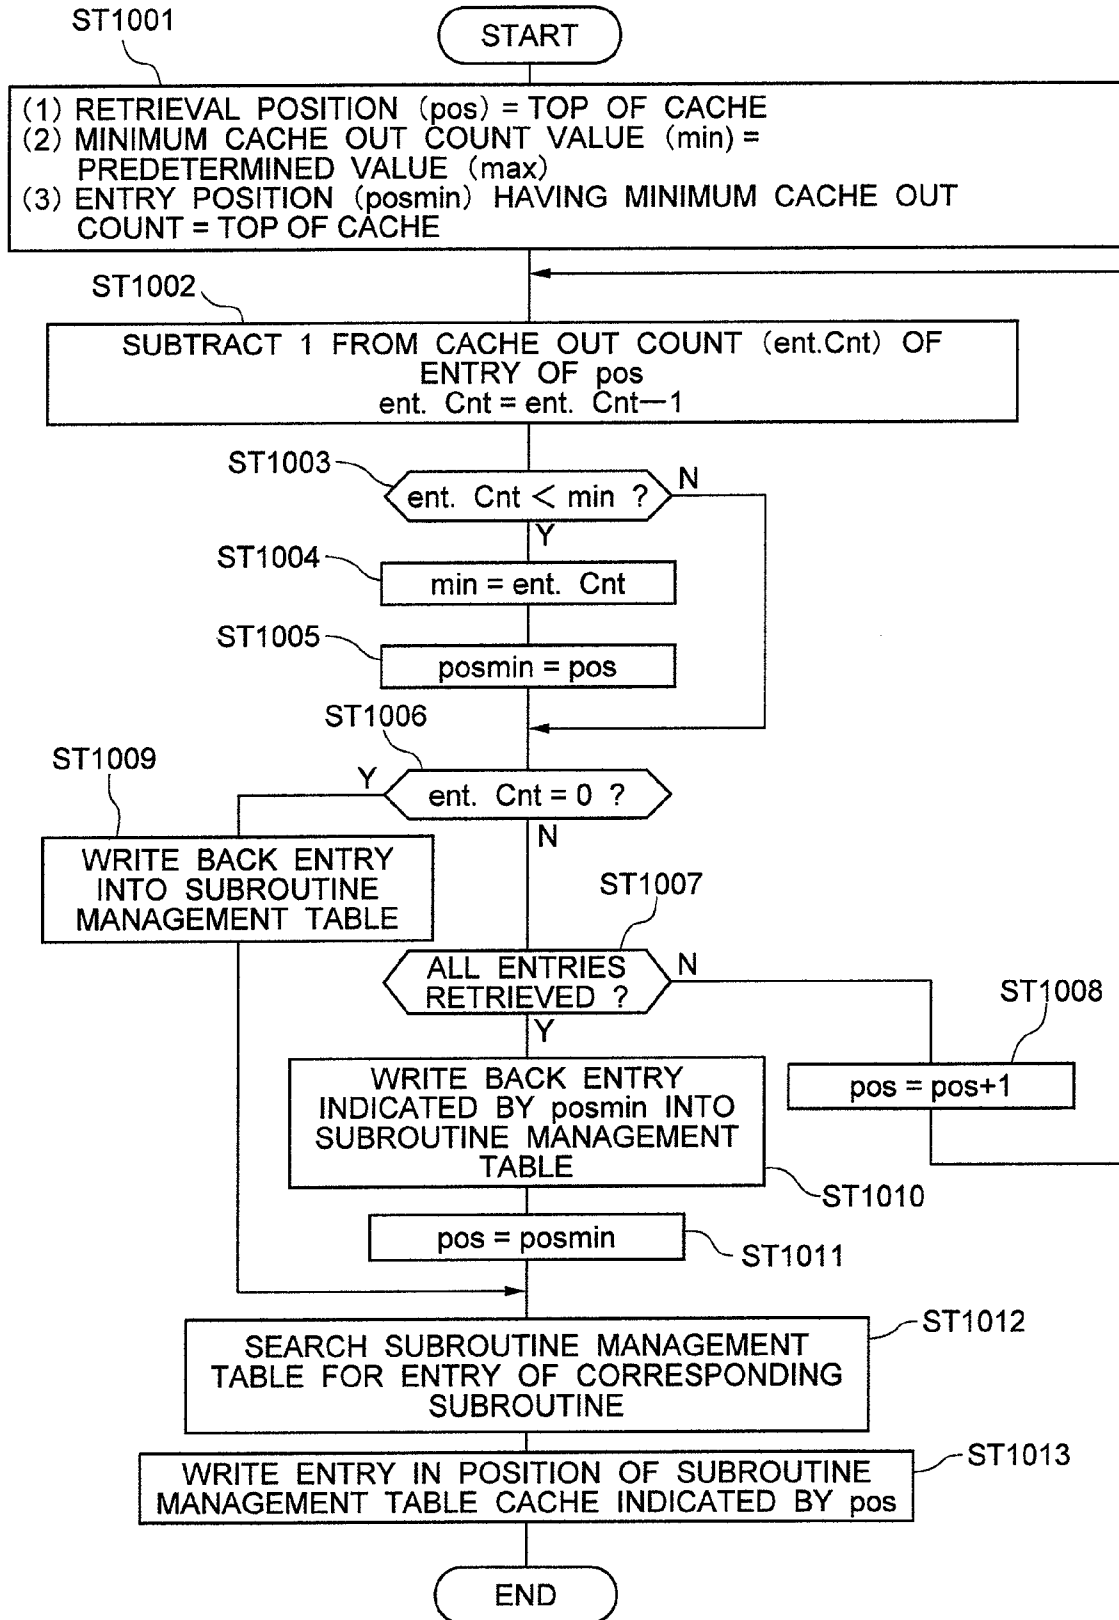 ST1001
START
(1) RETRIEVAL POSITION (pos) = TOP OF CACHE
(2) MINIMUM CACHE OUT COUNT VALUE (min) =
PREDETERMINED VALUE (max)
(3) ENTRY POSITION (posmin) HAVING MINIMUM CACHE OUT
COUNT = TOP OF CACHE
ST1002
SUBTRACT 1 FROM CACHE OUT COUNT (ent.Cnt) OF
ENTRY OF pos
ent. Cnt = ent. Cnt—1
ST1003
ent. Cnt < min ?
N
Y
ST1004
min = ent. Cnt
ST1005
posmin = pos
ST1006
ent. Cnt = 0 ?
Y
N
ST1009
WRITE BACK ENTRY
INTO SUBROUTINE
MANAGEMENT TABLE
ST1007
ALL ENTRIES
RETRIEVED ?
N
Y
ST1008
pos = pos+1
WRITE BACK ENTRY
INDICATED BY posmin INTO
SUBROUTINE MANAGEMENT
TABLE
ST1010
pos = posmin
ST1011
SEARCH SUBROUTINE MANAGEMENT
TABLE FOR ENTRY OF CORRESPONDING
SUBROUTINE
ST1012
WRITE ENTRY IN POSITION OF SUBROUTINE
MANAGEMENT TABLE CACHE INDICATED BY pos
ST1013
END